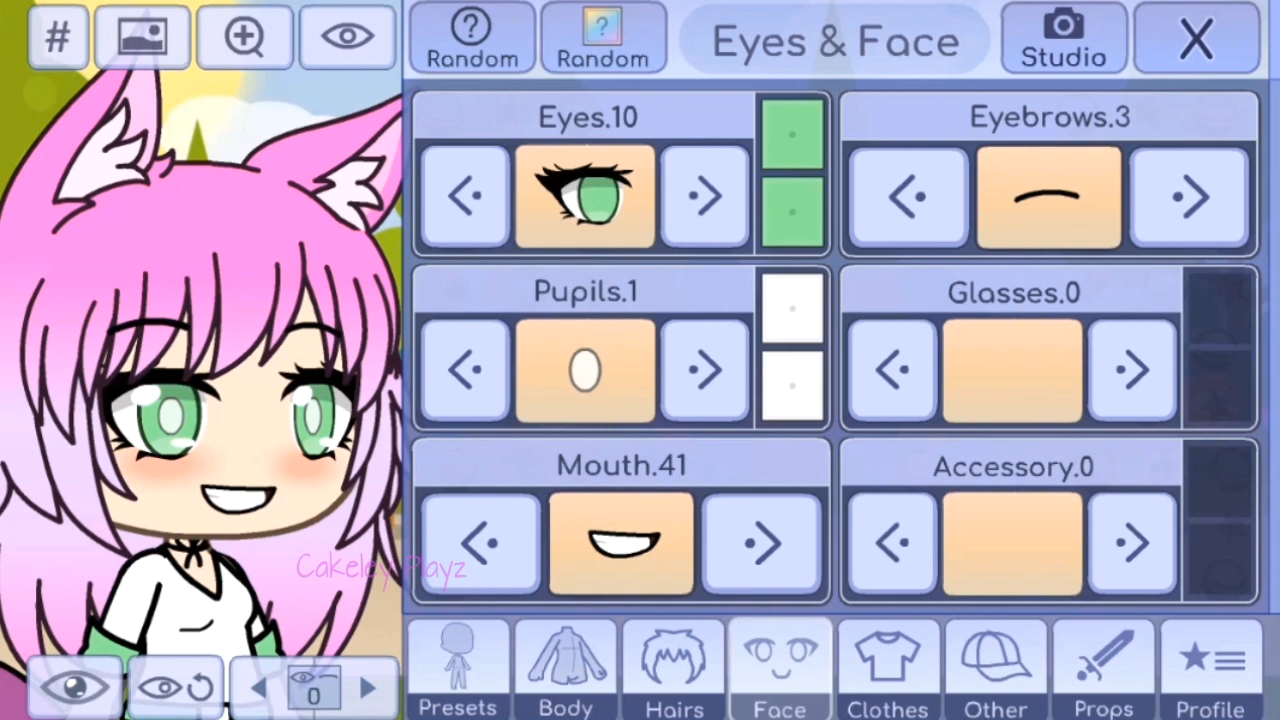 #
Random
Random
Eyes & Face
Studio
X
Eyes.10
Eyebrows.3
Pupils.1
Glasses.0
Mouth.41
Accessory.0
Cakeley Playz
0
Presets
Body
Hairs
Face
Clothes
Other
Props
Profile